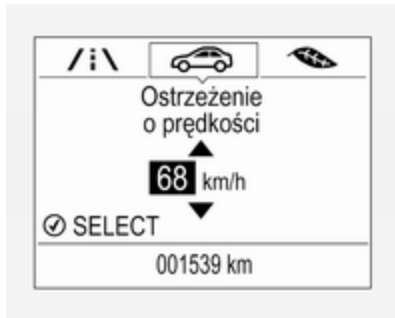 Ostrzeżenie
o prędkości
68 km/h
SELECT
001539 km